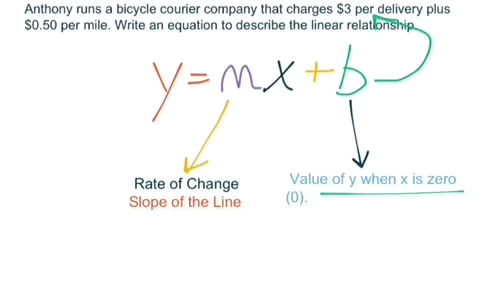 Anthony runs a bicycle courier company that charges $3 per delivery plus
$0.50 per mile. Write an equation to describe the linear relationship.
y = mx + b
Rate of Change
Slope of the Line
Value of y when x is zero
(0).